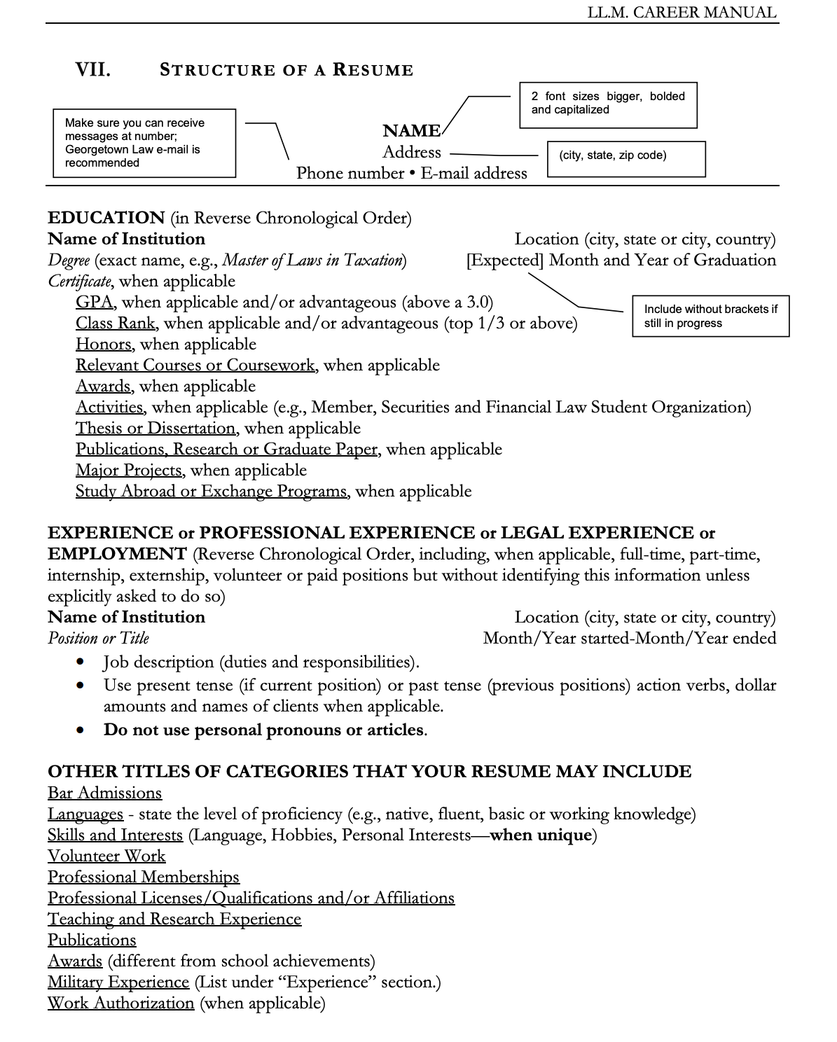 LL.M. CAREER MANUAL
VII. STRUCTURE OF A RESUME
Make sure you can receive
messages at number;
Georgetown Law e-mail is
recommended
2 font sizes bigger, bolded
and capitalized
NAME
Address
(city, state, zip code)
Phone number • E-mail address
EDUCATION (in Reverse Chronological Order)
Name of Institution Location (city, state or city, country)
Degree (exact name, e.g., Master of Laws in Taxation) [Expected] Month and Year of Graduation
Certificate, when applicable
GPA, when applicable and/or advantageous (above a 3.0)
Include without brackets if
still in progress
Class Rank, when applicable and/or advantageous (top 1/3 or above)
Honors, when applicable
Relevant Courses or Coursework, when applicable
Awards, when applicable
Activities, when applicable (e.g., Member, Securities and Financial Law Student Organization)
Thesis or Dissertation, when applicable
Publications, Research or Graduate Paper, when applicable
Major Projects, when applicable
Study Abroad or Exchange Programs, when applicable
EXPERIENCE or PROFESSIONAL EXPERIENCE or LEGAL EXPERIENCE or
EMPLOYMENT (Reverse Chronological Order, including, when applicable, full-time, part-time,
internship, externship, volunteer or paid positions but without identifying this information unless
explicitly asked to do so)
Name of Institution Location (city, state or city, country)
Position or Title Month/Year started-Month/Year ended
• Job description (duties and responsibilities).
• Use present tense (if current position) or past tense (previous positions) action verbs, dollar
amounts and names of clients when applicable.
• Do not use personal pronouns or articles.
OTHER TITLES OF CATEGORIES THAT YOUR RESUME MAY INCLUDE
Bar Admissions
Languages - state the level of proficiency (e.g., native, fluent, basic or working knowledge)
Skills and Interests (Language, Hobbies, Personal Interests—when unique)
Volunteer Work
Professional Memberships
Professional Licenses/Qualifications and/or Affiliations
Teaching and Research Experience
Publications
Awards (different from school achievements)
Military Experience (List under “Experience” section.)
Work Authorization (when applicable)